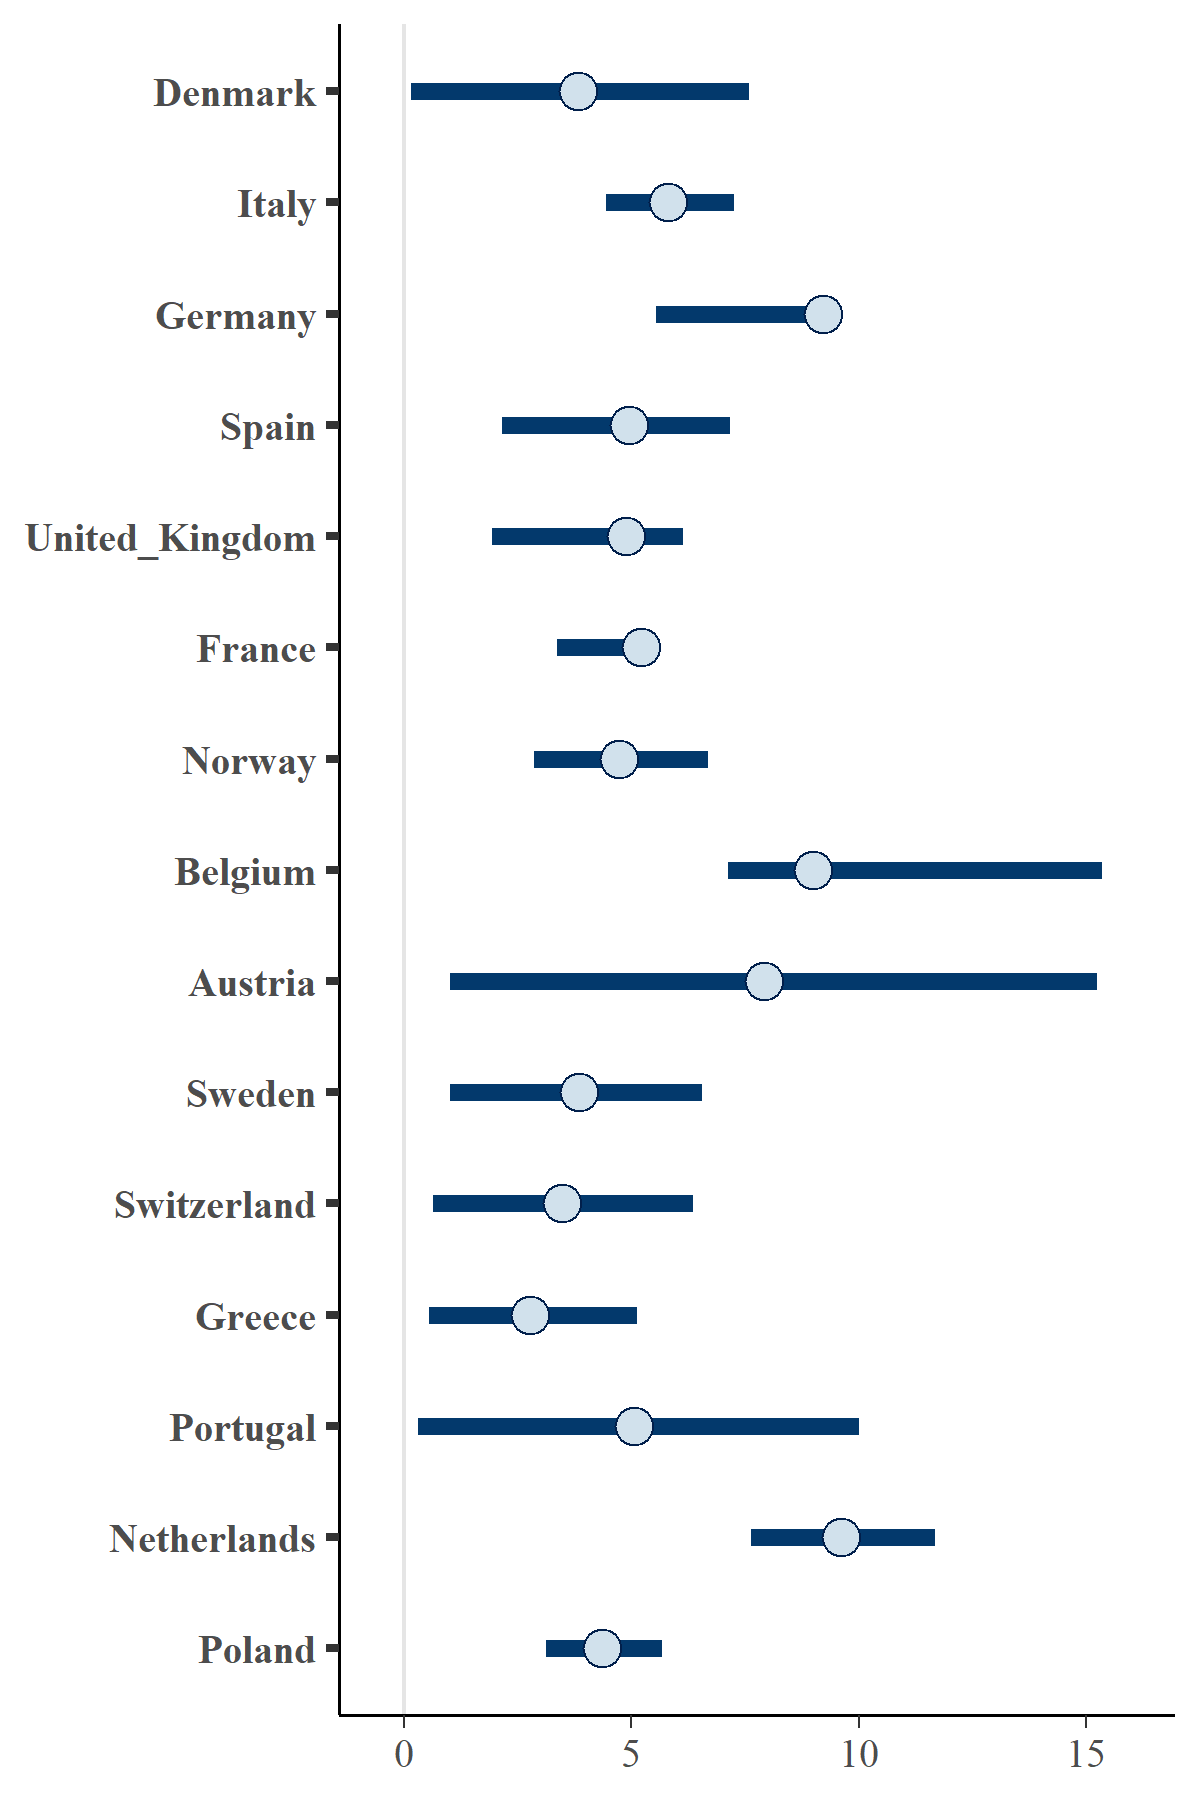 Denmark
Italy
Germany
Spain
United_Kingdom
France
Norway
Belgium
Austria
Sweden
Switzerland
Greece
Portugal
Netherlands
Poland
0 5 10 15